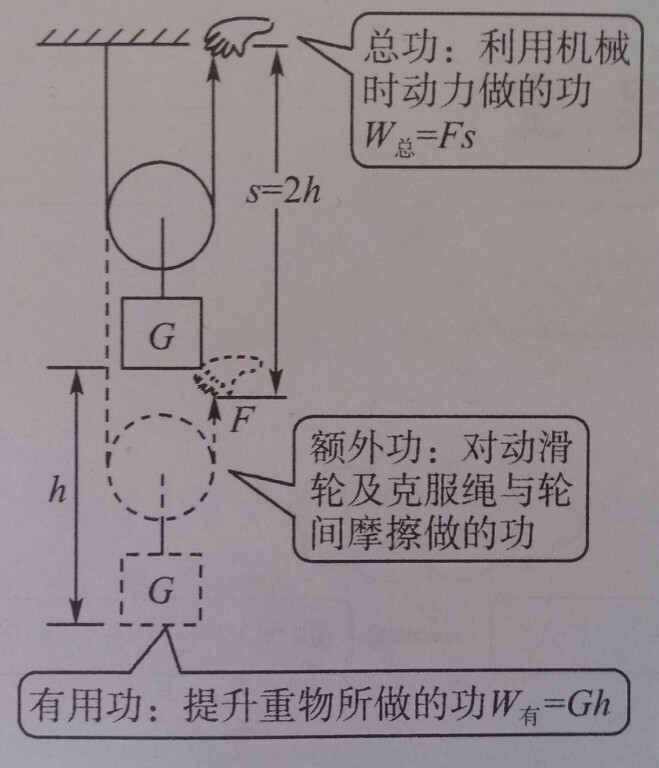 总功：利用机械
时动力做的功
W总=Fs
s=2h
G
F
额外功：对动滑
轮及克服绳与轮
间摩擦做的功
h
G
有用功：提升重物所做的功W有=Gh